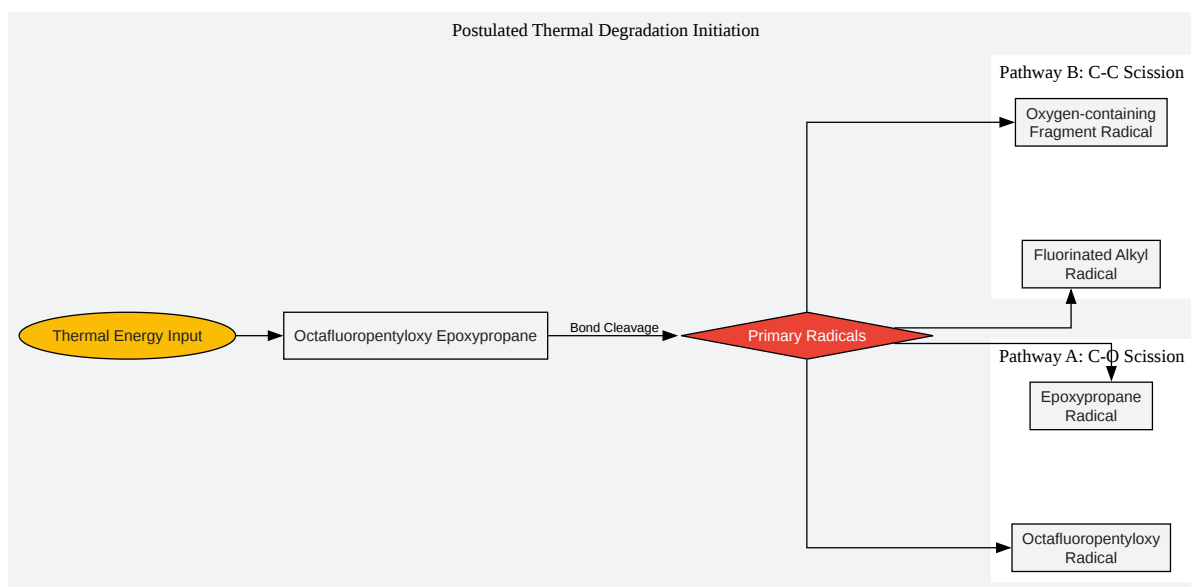 Postulated Thermal Degradation Initiation
Pathway B: C-C Scission
Oxygen-containing
Fragment Radical
Fluorinated Alkyl
Radical
Thermal Energy Input
Octafluoropentyloxy Epoxypropane
Bond Cleavage
Primary Radicals
Pathway A: C-O Scission
Epoxypropane
Radical
Octafluoropentyloxy
Radical